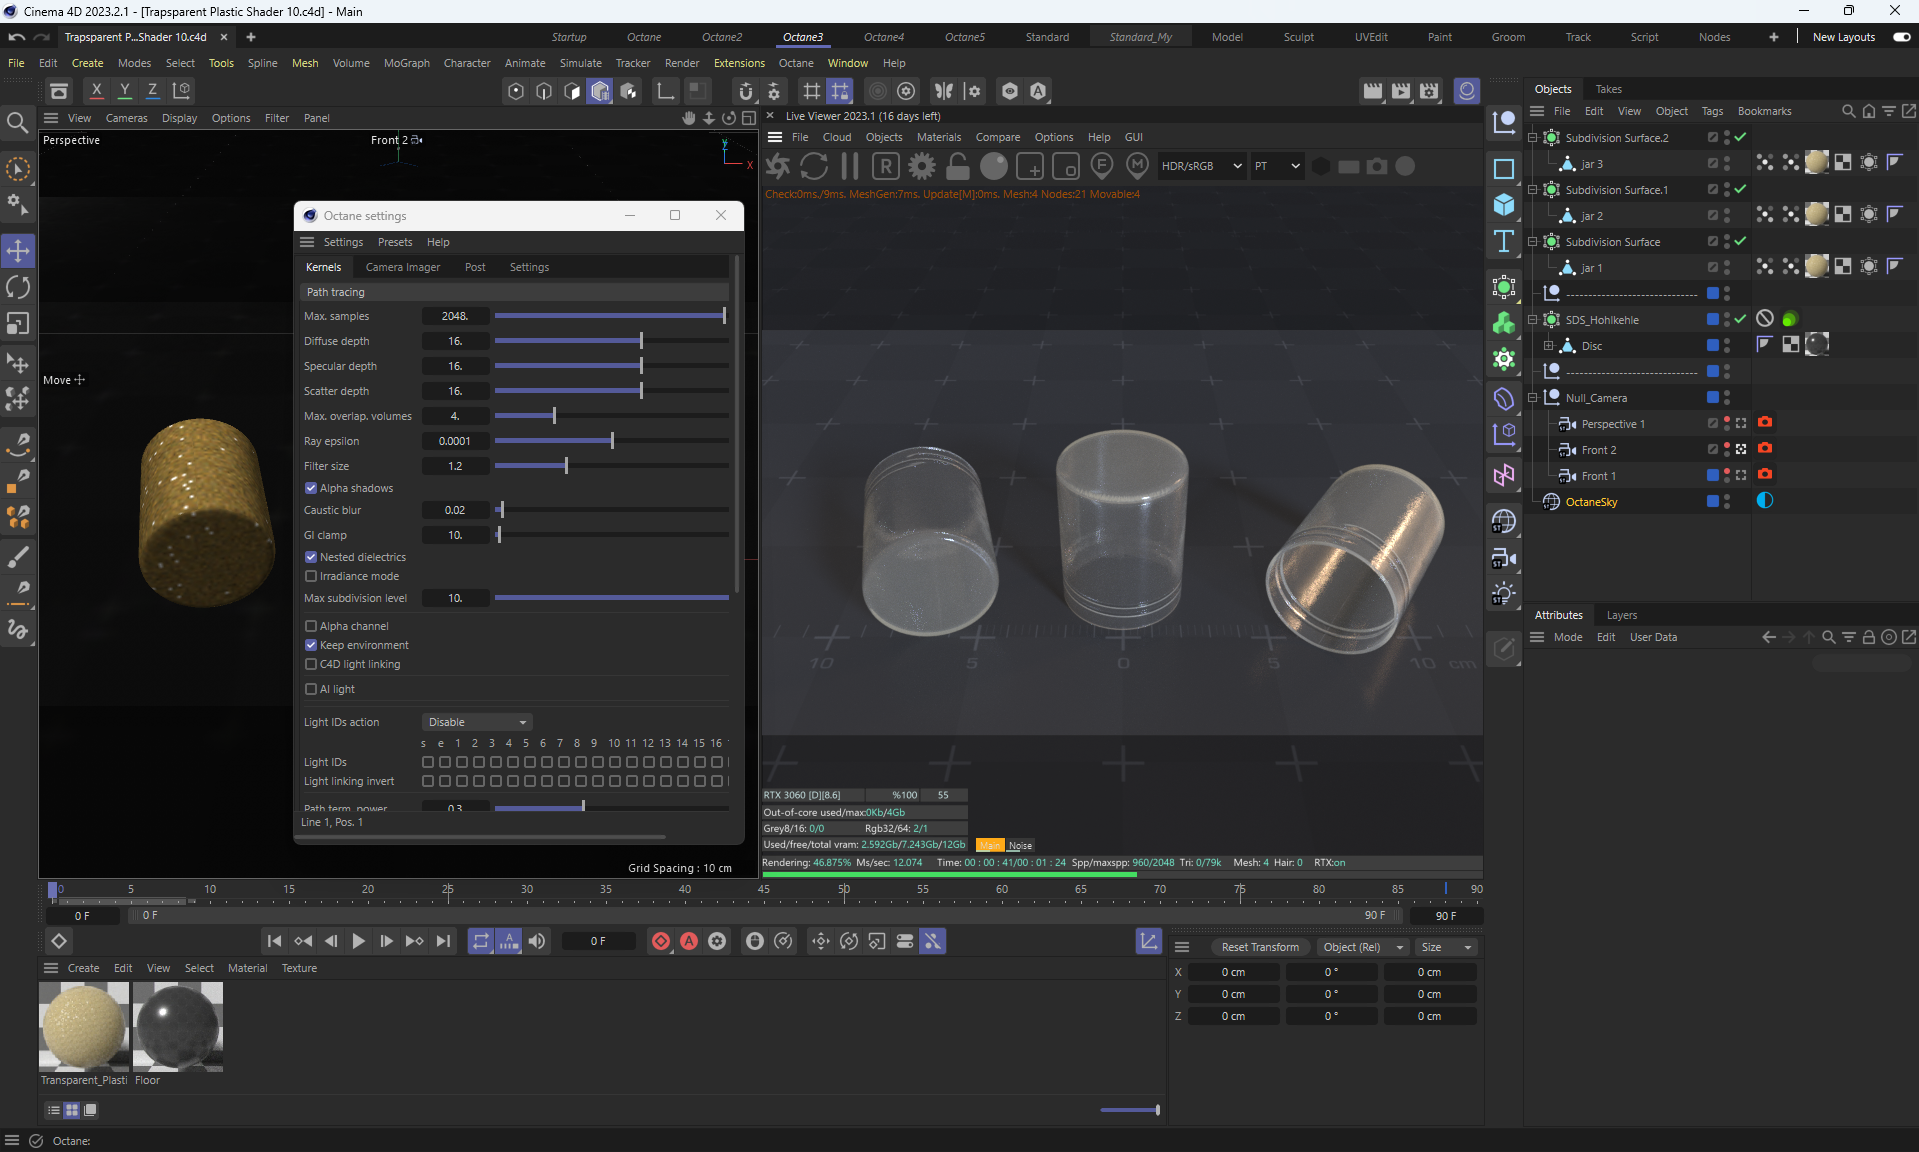 Cinema 4D 2023.2.1 - [Trapsparent Plastic Shader 10.c4d] - Main
Trapsparent P...Shader 10.c4d
Startup Octane Octane2 Octane3 Octane4 Octane5 Standard Standard_My Model Sculpt UVEdit Paint Groom Track Script Nodes New Layouts
File Edit Create Modes Select Tools Spline Mesh Volume MoGraph Character Animate Simulate Tracker Render Extensions Octane Window Help
X Y Z
View Cameras Display Options Filter Panel
Perspective
Front 2
Y
X
Move
Octane settings
Settings Presets Help
Kernels Camera Imager Post Settings
Path tracing
Max. samples 2048.
Diffuse depth 16.
Specular depth 16.
Scatter depth 16.
Max. overlap. volumes 4.
Ray epsilon 0.0001
Filter size 1.2
Alpha shadows
Caustic blur 0.02
GI clamp 10.
Nested dielectrics
Irradiance mode
Max subdivision level 10.
Alpha channel
Keep environment
C4D light linking
AI light
Light IDs action Disable
s e 1 2 3 4 5 6 7 8 9 10 11 12 13 14 15 16
Light IDs
Light linking invert
Path term. power 0.3
Line 1, Pos. 1
Grid Spacing : 10 cm
Live Viewer 2023.1 (16 days left)
File Cloud Objects Materials Compare Options Help GUI
R F M HDR/sRGB PT
Check:0ms./9ms. MeshGen:7ms. Update[M]:0ms. Mesh:4 Nodes:21 Movable:4
10 5 0 5 10 cm
RTX 3060 [D][8.6] %100 55
Out-of-core used/max:0Kb/4Gb
Grey8/16: 0/0 Rgb32/64: 2/1
Used/free/total vram: 2.592Gb/7.243Gb/12Gb Main Noise
Rendering: 46.875% Ms/sec: 12.074 Time: 00 : 00 : 41/00 : 01 : 24 Spp/maxspp: 960/2048 Tri: 0/79k Mesh: 4 Hair: 0 RTX:on
Objects Takes
File Edit View Object Tags Bookmarks
Subdivision Surface.2
jar 3
Subdivision Surface.1
jar 2
Subdivision Surface
jar 1
------------------------------
SDS_Hohlkehle
Disc
------------------------------
Null_Camera
Perspective 1
Front 2
Front 1
OctaneSky
Attributes Layers
Mode Edit User Data
0 5 10 15 20 25 30 35 40 45 50 55 60 65 70 75 80 85 90
0 F 0 F 90 F 90 F
0 F
Create Edit View Select Material Texture
Transparent_Plasti Floor
Reset Transform Object (Rel) Size
X 0 cm 0 ° 0 cm
Y 0 cm 0 ° 0 cm
Z 0 cm 0 ° 0 cm
Octane: